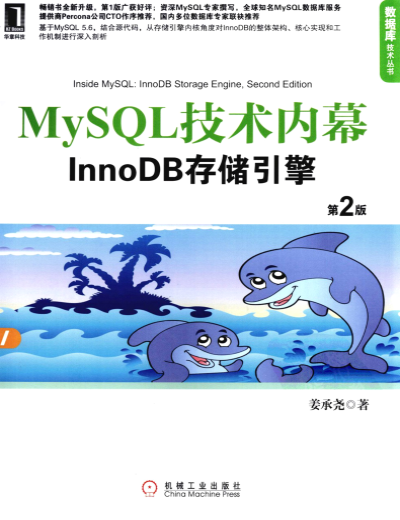 华章科技
畅销书全新升级，第1版广获好评；资深MySQL专家撰写，全球知名MySQL数据库服务
提供商Percona公司CTO作序推荐，国内多位数据库专家联袂推荐
基于MySQL 5.6，结合源代码，从存储引擎内核角度对InnoDB的整体架构、核心实现和工
作机制进行深入剖析
数据库
技术丛书
Inside MySQL: InnoDB Storage Engine, Second Edition
MySQL技术内幕
InnoDB存储引擎
第2版
姜承尧◎著
机械工业出版社
China Machine Press